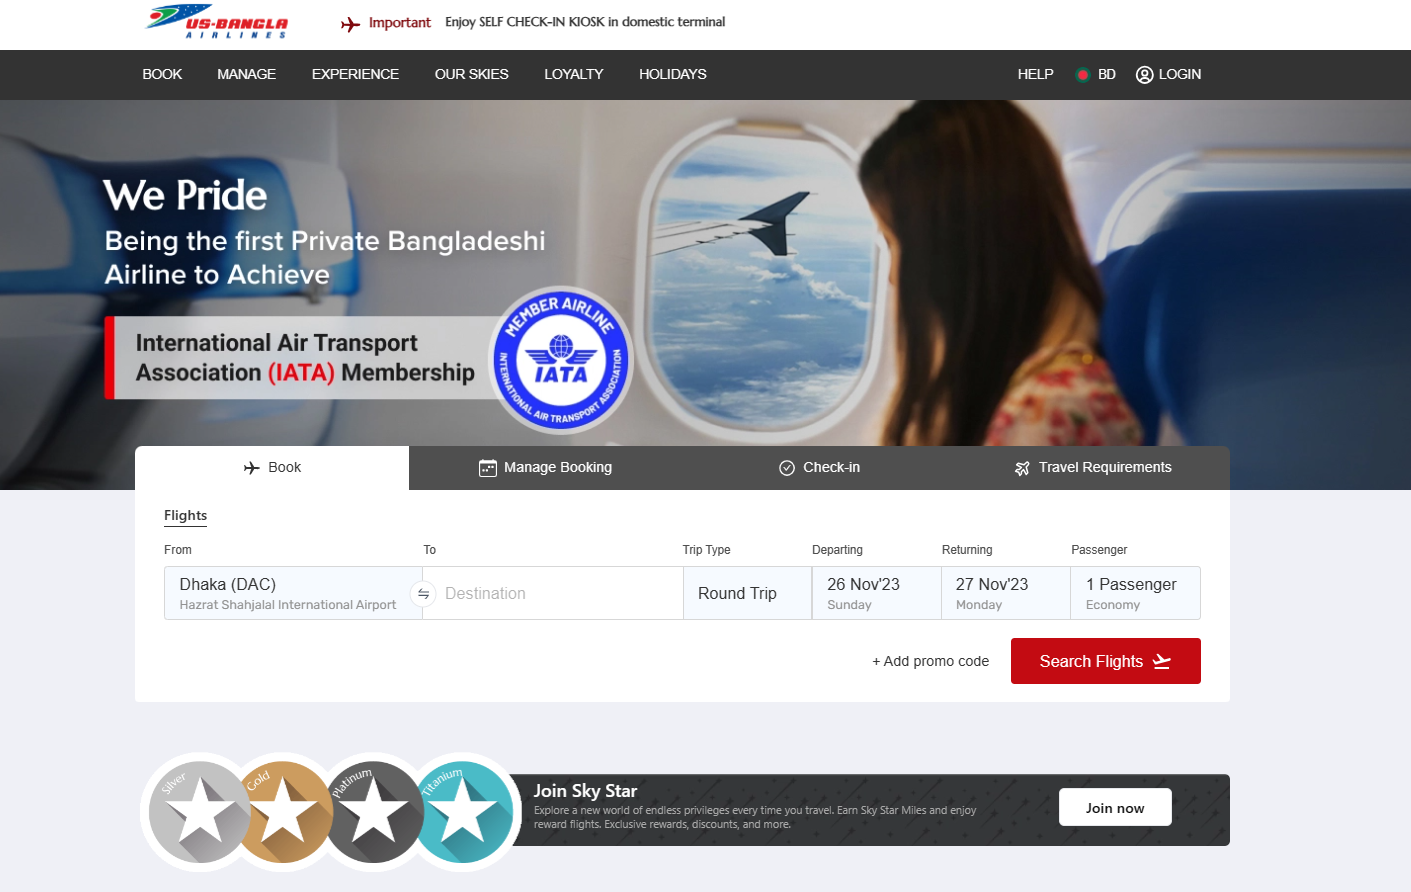 US-BANGLA
AIRLINES
Important Enjoy SELF CHECK-IN KIOSK in domestic terminal
BOOK MANAGE EXPERIENCE OUR SKIES LOYALTY HOLIDAYS HELP BD LOGIN
We Pride
Being the first Private Bangladeshi
Airline to Achieve
International Air Transport
Association (IATA) Membership
MEMBER AIRLINE
IATA
INTERNATIONAL AIR TRANSPORT ASSOCIATION
Book Manage Booking Check-in Travel Requirements
Flights
From To Trip Type Departing Returning Passenger
Dhaka (DAC) Destination Round Trip 26 Nov'23 27 Nov'23 1 Passenger
Hazrat Shahjalal International Airport Sunday Monday Economy
+ Add promo code Search Flights
Silver Gold Platinum Titanium
Join Sky Star
Explore a new world of endless privileges every time you travel. Earn Sky Star Miles and enjoy
reward flights. Exclusive rewards, discounts, and more.
Join now